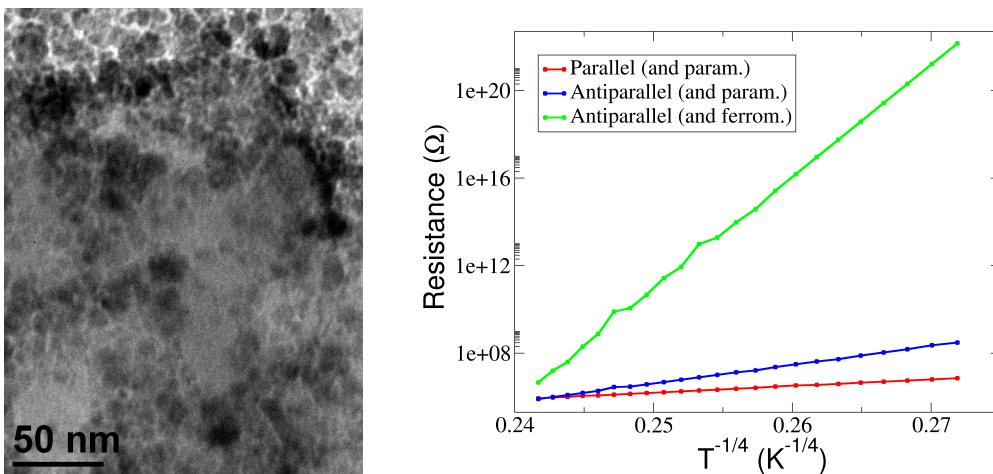 50 nm
Resistance (Ω)
1e+20
1e+16
1e+12
1e+08
Parallel (and param.)
Antiparallel (and param.)
Antiparallel (and ferrom.)
0.24
0.25
0.26
0.27
T^-1/4 (K^-1/4)